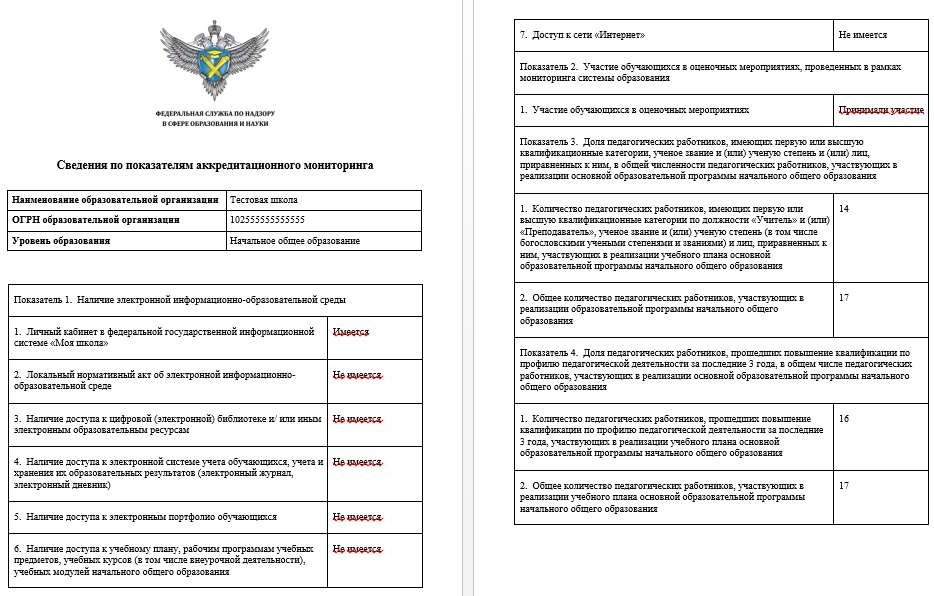 ФЕДЕРАЛЬНАЯ СЛУЖБА ПО НАДЗОРУ
В СФЕРЕ ОБРАЗОВАНИЯ И НАУКИ
Сведения по показателям аккредитационного мониторинга
Наименование образовательной организации Тестовая школа
ОГРН образовательной организации 102555555555555
Уровень образования Начальное общее образование
Показатель 1. Наличие электронной информационно-образовательной среды
1. Личный кабинет в федеральной государственной информационной Имеется
системе «Моя школа»
2. Локальный нормативный акт об электронной информационно- Не имеется
образовательной среде
3. Наличие доступа к цифровой (электронной) библиотеке и/ или иным Не имеется
электронным образовательным ресурсам
4. Наличие доступа к электронной системе учета обучающихся, учета и Не имеется
хранения их образовательных результатов (электронный журнал,
электронный дневник)
5. Наличие доступа к электронным портфолио обучающихся Не имеется
6. Наличие доступа к учебному плану, рабочим программам учебных Не имеется
предметов, учебных курсов (в том числе внеурочной деятельности),
учебных модулей начального общего образования
7. Доступ к сети «Интернет» Не имеется
Показатель 2. Участие обучающихся в оценочных мероприятиях, проведенных в рамках
мониторинга системы образования
1. Участие обучающихся в оценочных мероприятиях Принимали участие
Показатель 3. Доля педагогических работников, имеющих первую или высшую
квалификационные категории, ученое звание и (или) ученую степень и (или) лиц,
приравненных к ним, в общей численности педагогических работников, участвующих в
реализации основной образовательной программы начального общего образования
1. Количество педагогических работников, имеющих первую или 14
высшую квалификационные категории по должности «Учитель» и (или)
«Преподаватель», ученое звание и (или) ученую степень (в том числе
богословскими учеными степенями и званиями) и лиц, приравненных к
ним, участвующих в реализации учебного плана основной
образовательной программы начального общего образования
2. Общее количество педагогических работников, участвующих в 17
реализации образовательной программы начального общего
образования
Показатель 4. Доля педагогических работников, прошедших повышение квалификации по
профилю педагогической деятельности за последние 3 года, в общем числе педагогических
работников, участвующих в реализации основной образовательной программы начального
общего образования
1. Количество педагогических работников, прошедших повышение 16
квалификации по профилю педагогической деятельности за последние
3 года, участвующих в реализации учебного плана основной
образовательной программы начального общего образования
2. Общее количество педагогических работников, участвующих в 17
реализации учебного плана основной образовательной программы
начального общего образования